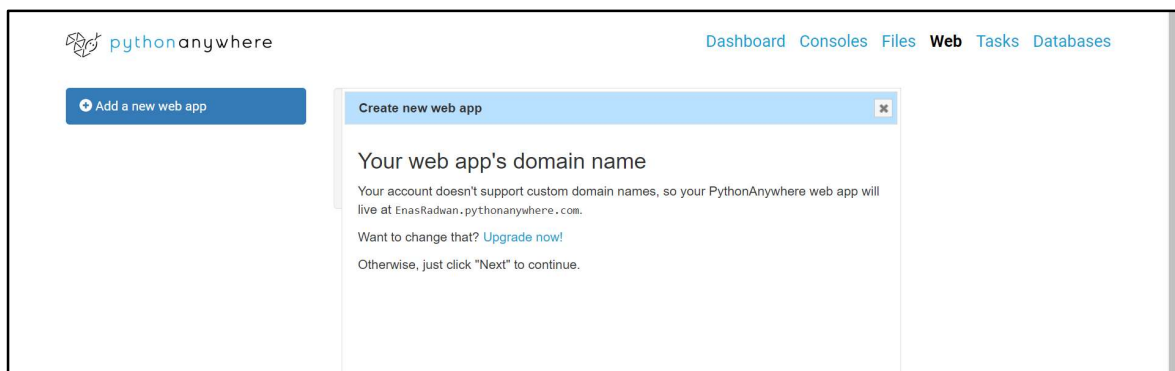 pythonanywhere
Dashboard Consoles Files Web Tasks Databases
Add a new web app
Create new web app
Your web app's domain name
Your account doesn't support custom domain names, so your PythonAnywhere web app will
live at EnasRadwan.pythonanywhere.com.
Want to change that? Upgrade now!
Otherwise, just click "Next" to continue.